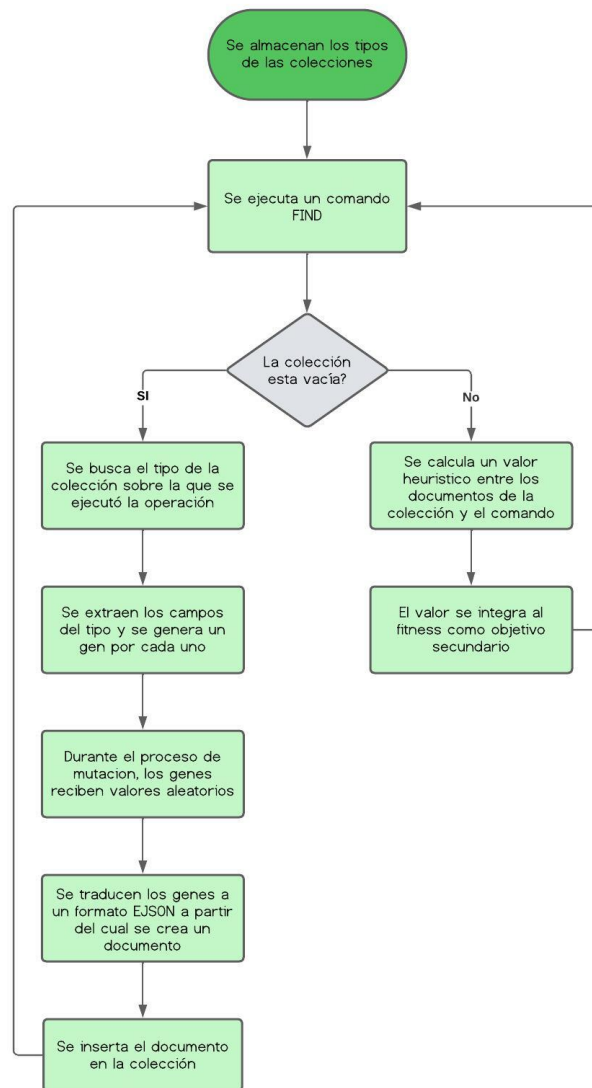 Se almacenan los tipos
de las colecciones
Se ejecuta un comando
FIND
La colección
esta vacía?
SI
No
Se busca el tipo de la
colección sobre la que se
ejecutó la operación
Se calcula un valor
heuristico entre los
documentos de la
colección y el comando
Se extraen los campos
del tipo y se genera un
gen por cada uno
El valor se integra al
fitness como objetivo
secundario
Durante el proceso de
mutacion, los genes
reciben valores aleatorios
Se traducen los genes a
un formato EJSON a partir
del cual se crea un
documento
Se inserta el documento
en la colección